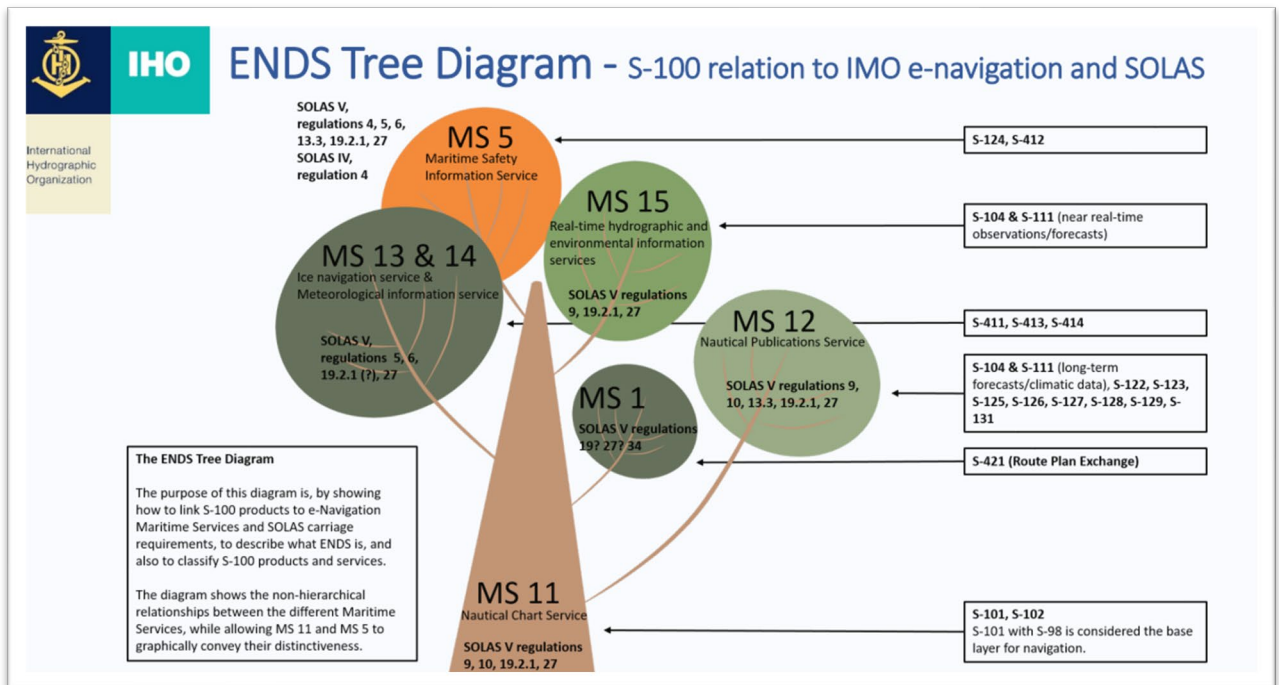 IHO
International
Hydrographic
Organization
ENDS Tree Diagram - S-100 relation to IMO e-navigation and SOLAS
SOLAS V,
regulations 4, 5, 6,
13.3, 19.2.1, 27
SOLAS IV,
regulation 4
MS 5
Maritime Safety
Information Service
S-124, S-412
MS 15
Real-time hydrographic and
environmental information
services
SOLAS V regulations
9, 19.2.1, 27
S-104 & S-111 (near real-time
observations/forecasts)
MS 13 & 14
Ice navigation service &
Meteorological information service
SOLAS V,
regulations 5, 6,
19.2.1 (?), 27
S-411, S-413, S-414
MS 12
Nautical Publications Service
SOLAS V regulations 9,
10, 13.3, 19.2.1, 27
S-104 & S-111 (long-term
forecasts/climatic data), S-122, S-123,
S-125, S-126, S-127, S-128, S-129, S-
131
MS 1
SOLAS V regulations
19? 27? 34
S-421 (Route Plan Exchange)
The ENDS Tree Diagram
The purpose of this diagram is, by showing
how to link S-100 products to e-Navigation
Maritime Services and SOLAS carriage
requirements, to describe what ENDS is, and
also to classify S-100 products and services.
The diagram shows the non-hierarchical
relationships between the different Maritime
Services, while allowing MS 11 and MS 5 to
graphically convey their distinctiveness.
MS 11
Nautical Chart Service
SOLAS V regulations
9, 10, 19.2.1, 27
S-101, S-102
S-101 with S-98 is considered the base
layer for navigation.